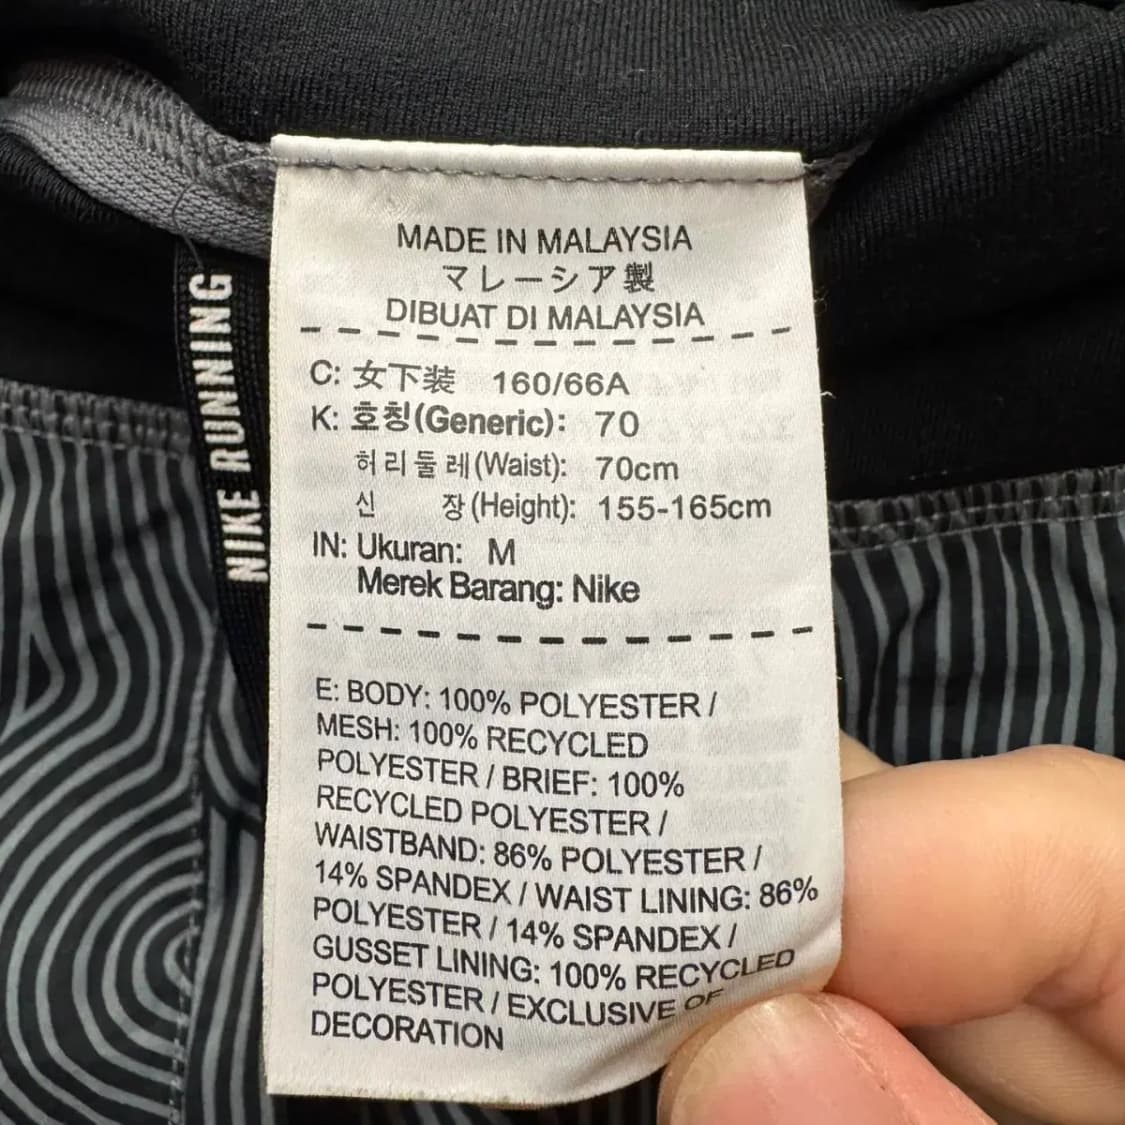 MADE IN MALAYSIA
マレーシア製
DIBUAT DI MALAYSIA
C: 女下装 160/66A
K: 호칭(Generic): 70
허리둘레(Waist): 70cm
신 장(Height): 155-165cm
IN: Ukuran: M
Merek Barang: Nike
E: BODY: 100% POLYESTER /
MESH: 100% RECYCLED
POLYESTER / BRIEF: 100%
RECYCLED POLYESTER /
WAISTBAND: 86% POLYESTER /
14% SPANDEX / WAIST LINING: 86%
POLYESTER / 14% SPANDEX /
GUSSET LINING: 100% RECYCLED
POLYESTER / EXCLUSIVE OF
DECORATION
NIKE RUNNING